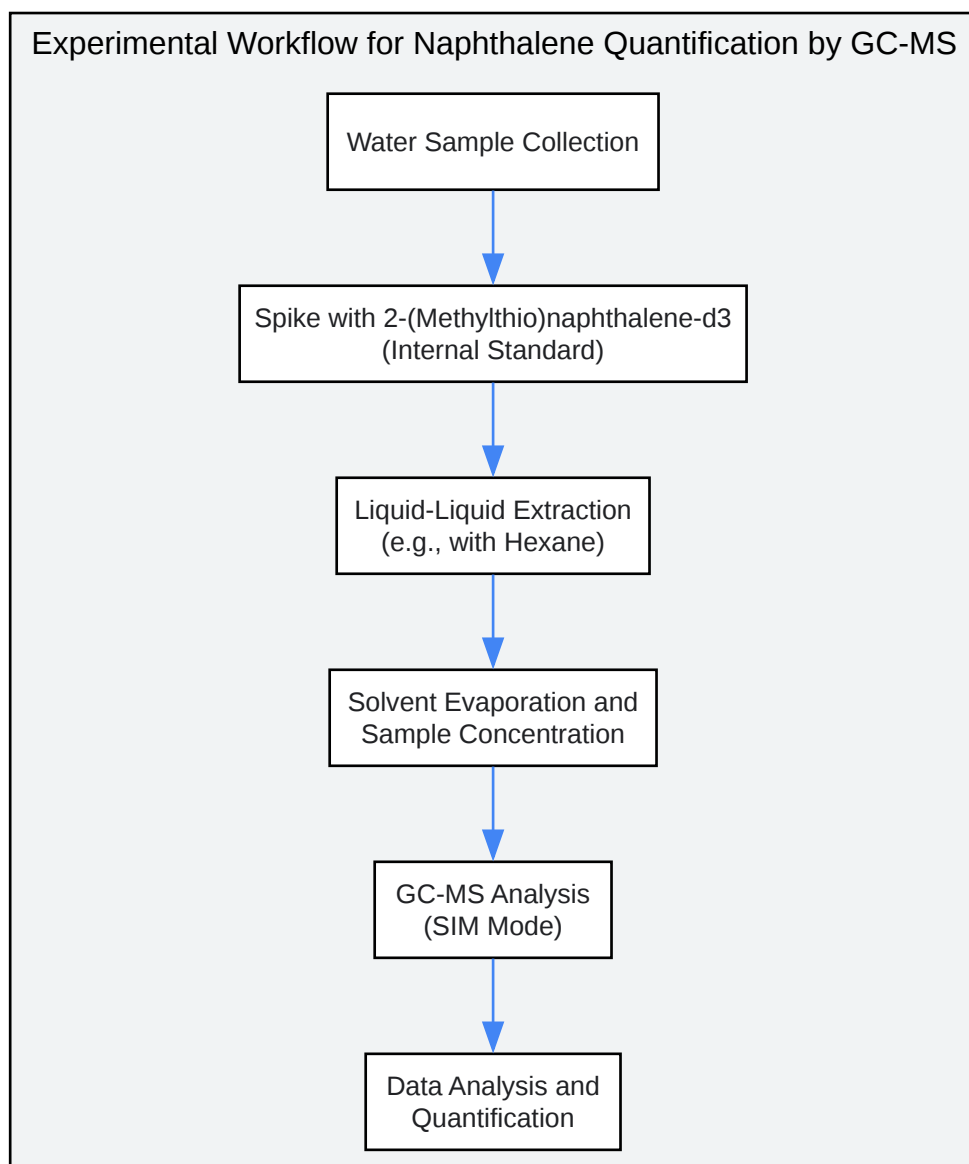 Experimental Workflow for Naphthalene Quantification by GC-MS
Water Sample Collection
Spike with 2-(Methylthio)naphthalene-d3
(Internal Standard)
Liquid-Liquid Extraction
(e.g., with Hexane)
Solvent Evaporation and
Sample Concentration
GC-MS Analysis
(SIM Mode)
Data Analysis and
Quantification